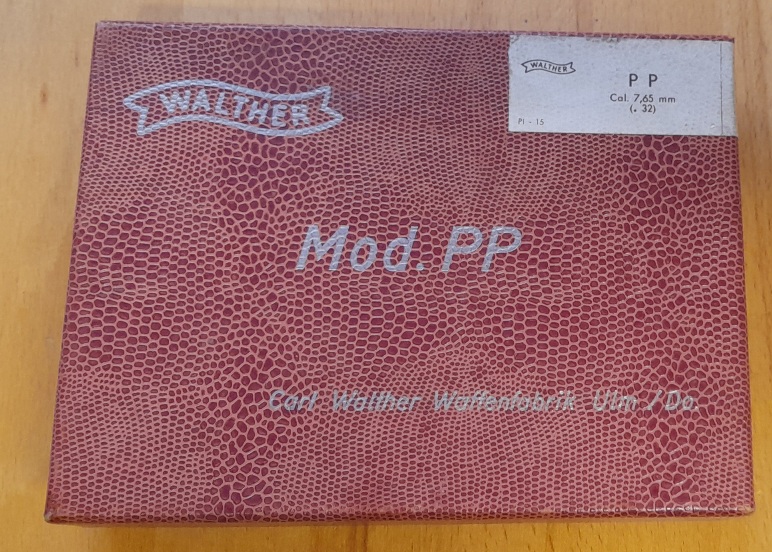 WALTHER
WALTHER
P P
Cal. 7,65 mm
(. 32)
PI - 15
Mod. PP
Carl Walther Waffenfabrik Ulm / Do.